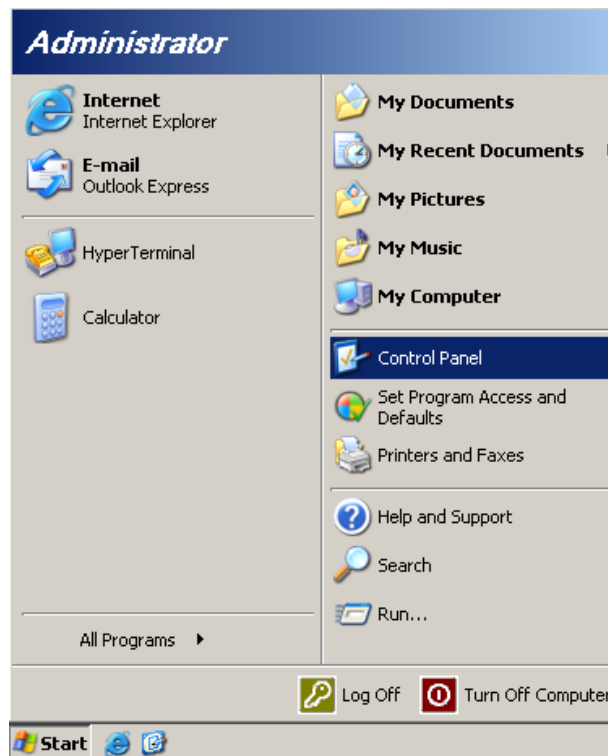 Administrator
Internet
Internet Explorer
E-mail
Outlook Express
HyperTerminal
Calculator
All Programs
My Documents
My Recent Documents
My Pictures
My Music
My Computer
Control Panel
Set Program Access and
Defaults
Printers and Faxes
Help and Support
Search
Run...
Log Off
Turn Off Computer
Start